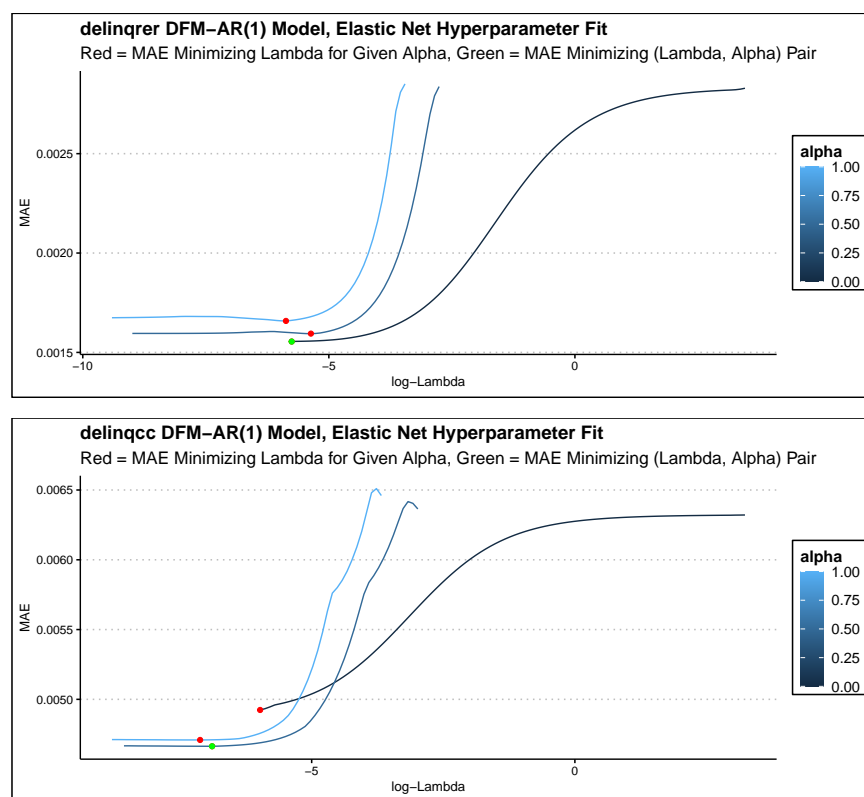 delinqrer DFM−AR(1) Model, Elastic Net Hyperparameter Fit
Red = MAE Minimizing Lambda for Given Alpha, Green = MAE Minimizing (Lambda, Alpha) Pair
0.0025
0.0020
0.0015
MAE
−10
−5
0
log−Lambda
alpha
1.00
0.75
0.50
0.25
0.00
delinqcc DFM−AR(1) Model, Elastic Net Hyperparameter Fit
Red = MAE Minimizing Lambda for Given Alpha, Green = MAE Minimizing (Lambda, Alpha) Pair
0.0065
0.0060
0.0055
0.0050
MAE
−5
0
log−Lambda
alpha
1.00
0.75
0.50
0.25
0.00